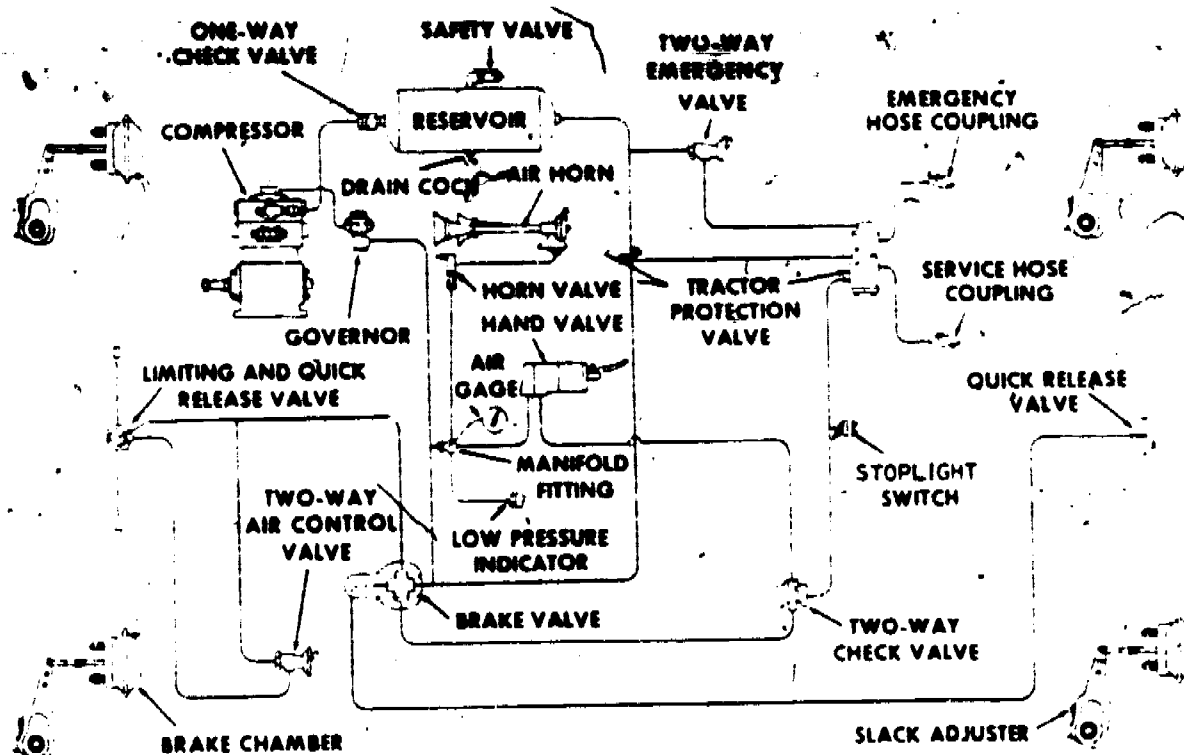 ONE-WAY
CHECK VALVE
SAFETY VALVE
TWO-WAY
EMERGENCY
VALVE
EMERGENCY
HOSE COUPLING
COMPRESSOR
RESERVOIR
DRAIN COCK
AIR HORN
GOVERNOR
HORN VALVE
HAND VALVE
TRACTOR
PROTECTION
VALVE
SERVICE HOSE
COUPLING
LIMITING AND QUICK
RELEASE VALVE
AIR
GAGE
QUICK RELEASE
VALVE
MANIFOLD
FITTING
STOPLIGHT
SWITCH
TWO-WAY
AIR CONTROL
VALVE
LOW PRESSURE
INDICATOR
BRAKE VALVE
TWO-WAY
CHECK VALVE
BRAKE CHAMBER
SLACK ADJUSTER